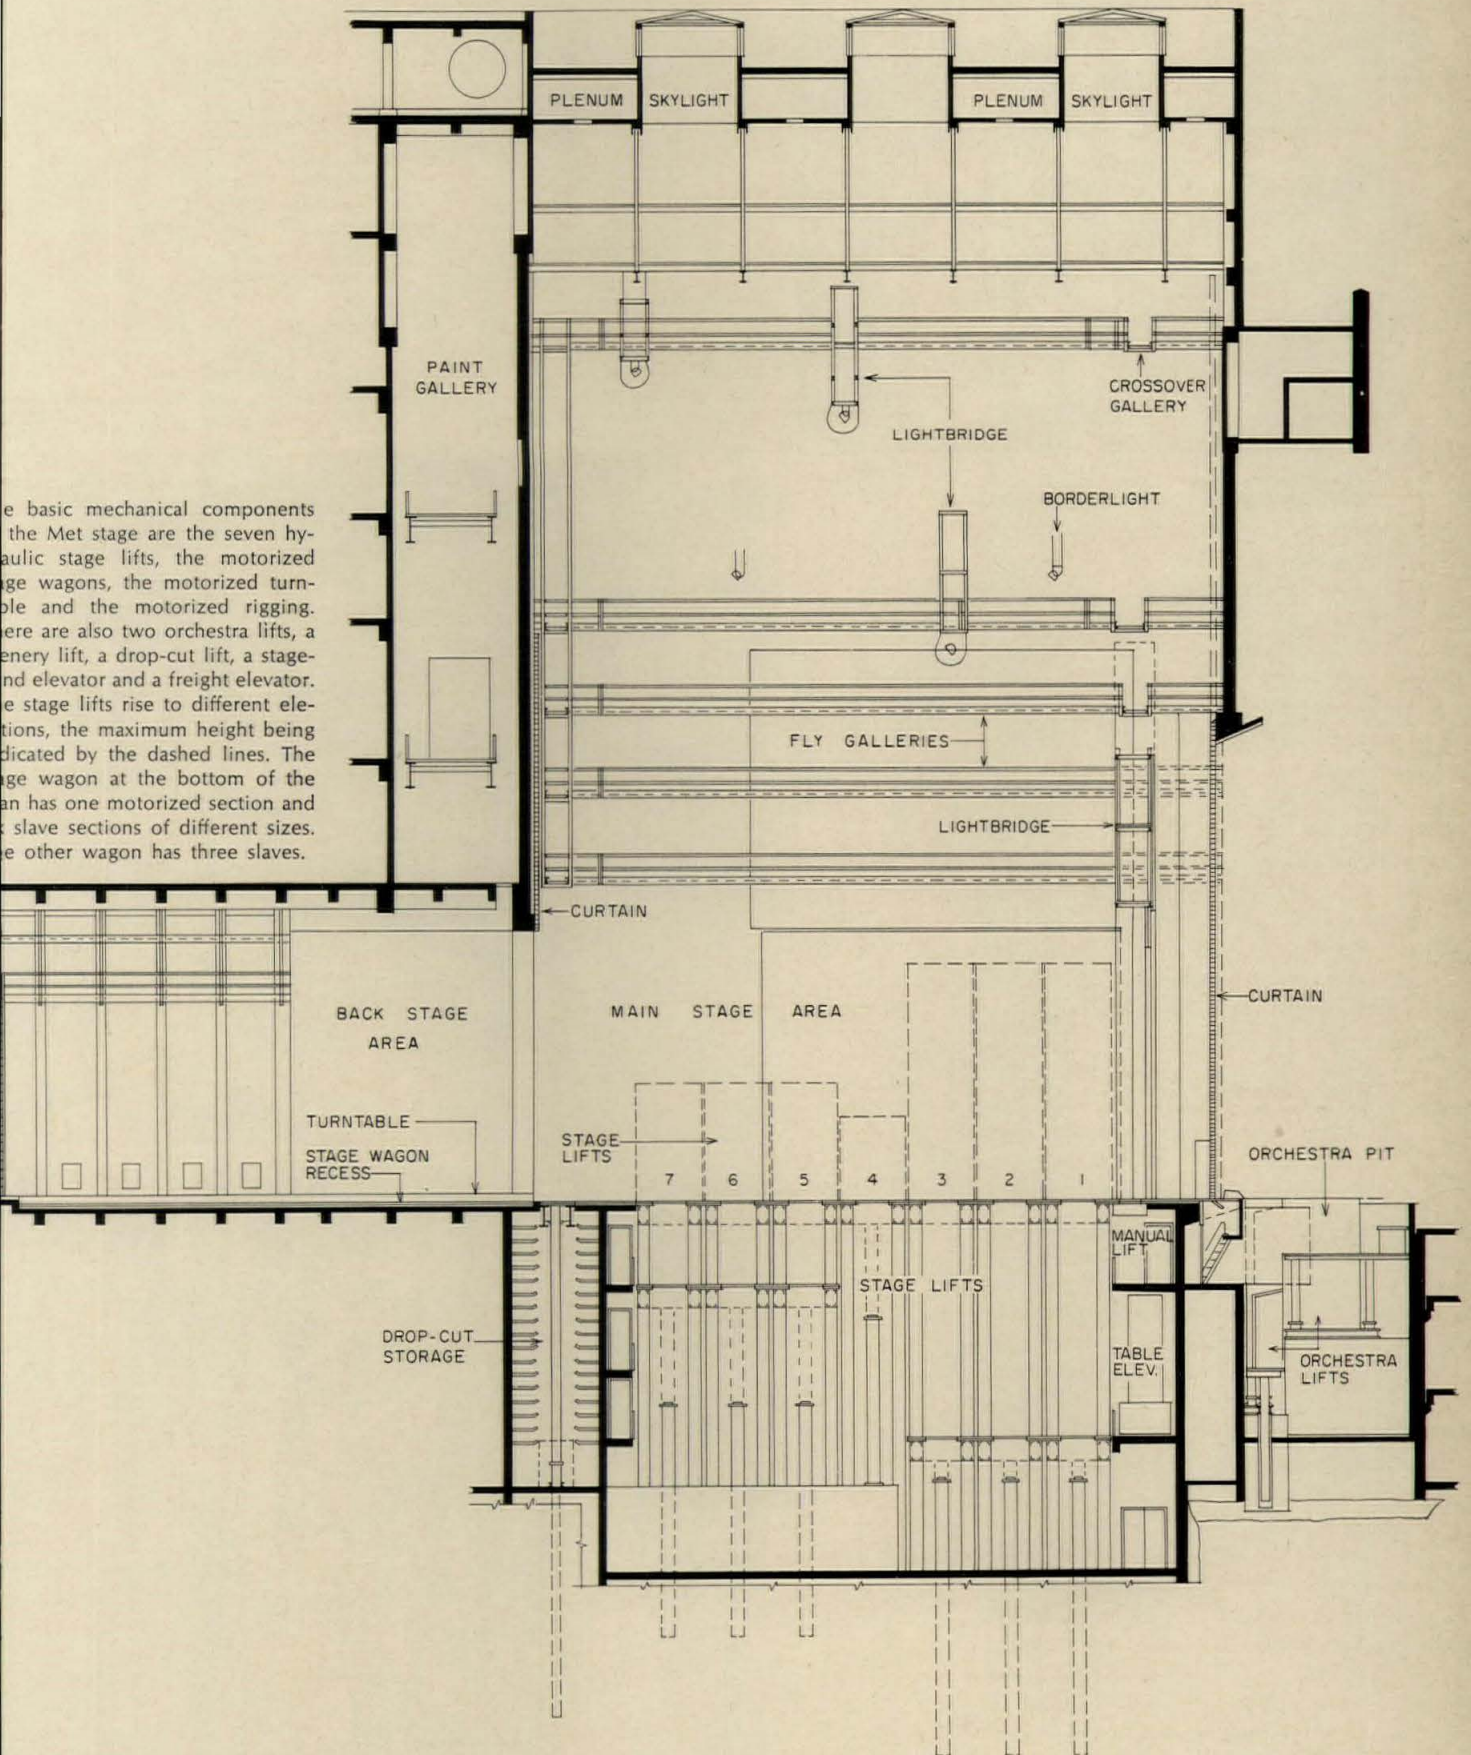 PLENUM SKYLIGHT PLENUM SKYLIGHT
PAINT
GALLERY
CROSSOVER
GALLERY
LIGHTBRIDGE
BORDERLIGHT
e basic mechanical components
the Met stage are the seven hy-
aulic stage lifts, the motorized
ge wagons, the motorized turn-
ble and the motorized rigging.
ere are also two orchestra lifts, a
enery lift, a drop-cut lift, a stage-
nd elevator and a freight elevator.
e stage lifts rise to different ele-
tions, the maximum height being
dicated by the dashed lines. The
ge wagon at the bottom of the
an has one motorized section and
slave sections of different sizes.
e other wagon has three slaves.
FLY GALLERIES
LIGHTBRIDGE
CURTAIN
CURTAIN
BACK STAGE
AREA
MAIN STAGE AREA
TURNTABLE
STAGE WAGON
RECESS
STAGE
LIFTS
7 6 5 4 3 2 1
ORCHESTRA PIT
MANUAL
LIFT
STAGE LIFTS
DROP-CUT
STORAGE
TABLE
ELEV.
ORCHESTRA
LIFTS